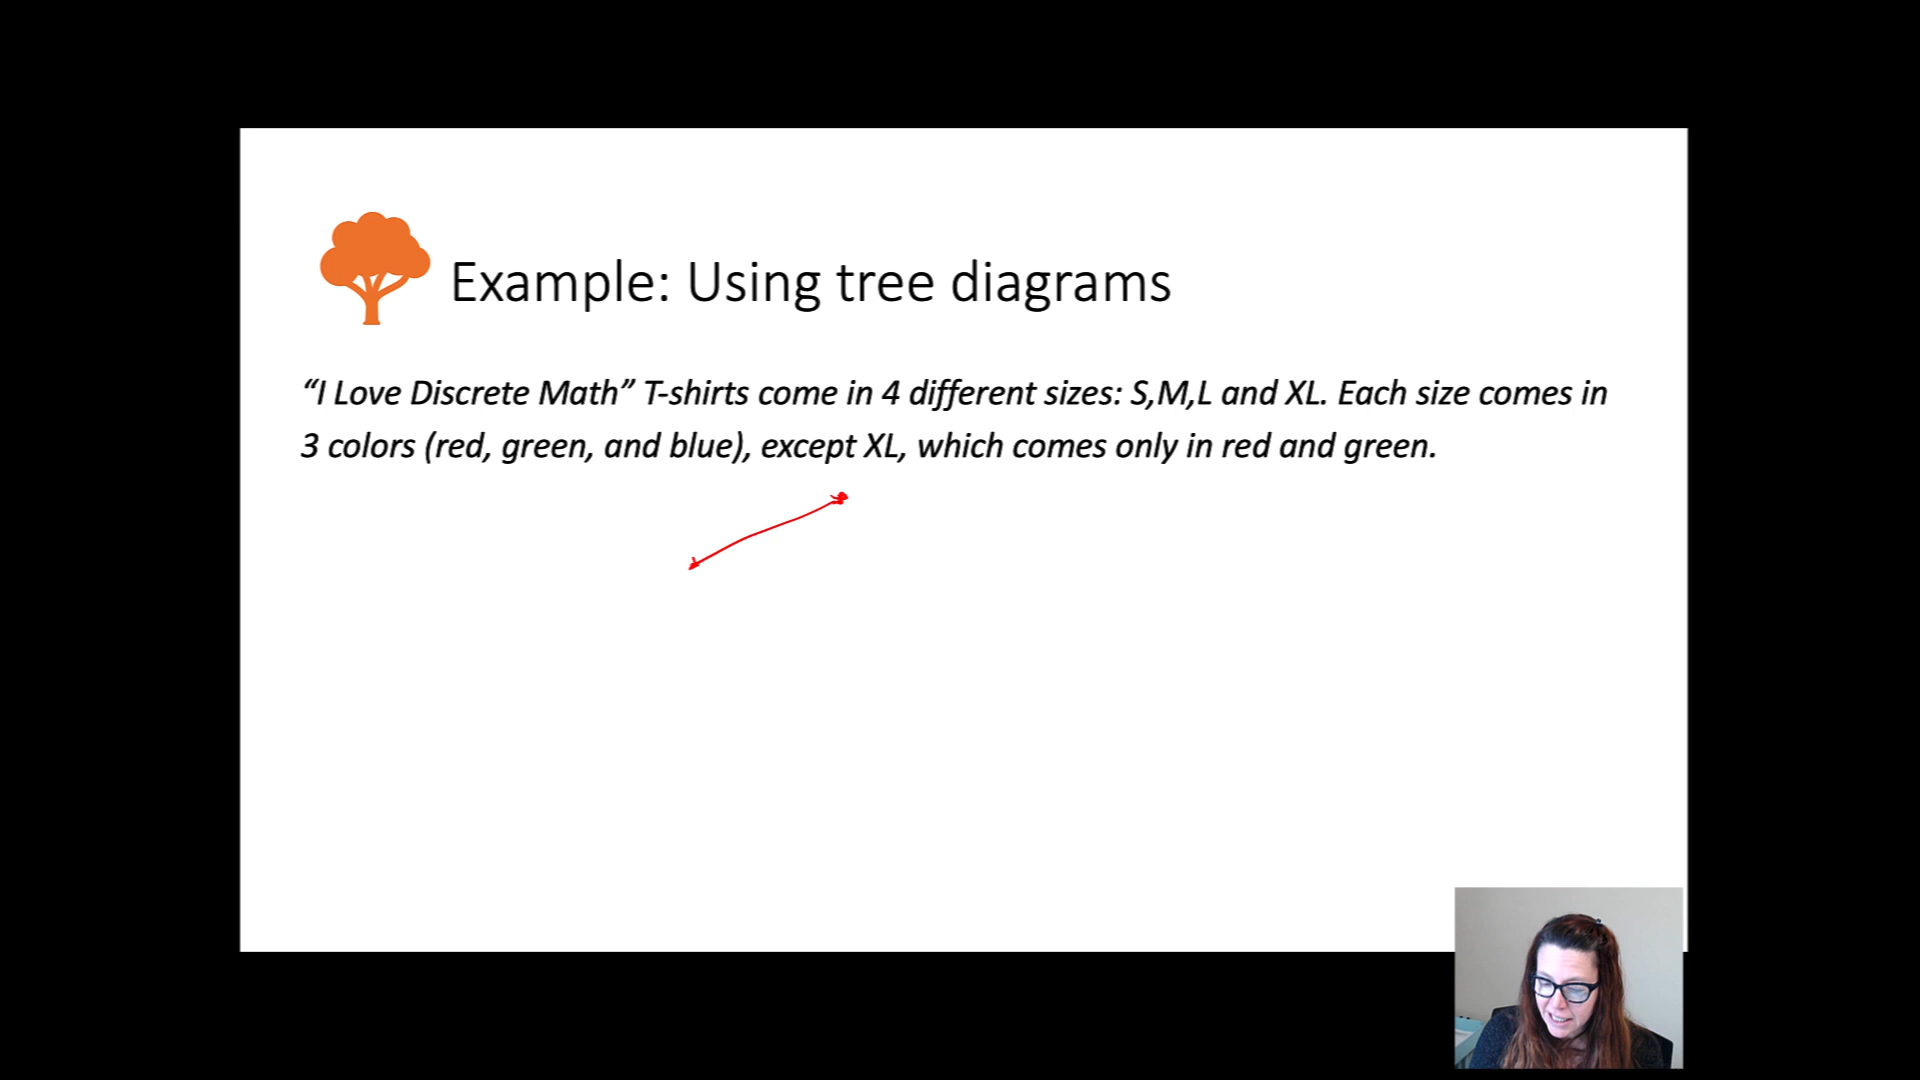 Example: Using tree diagrams
“I Love Discrete Math” T-shirts come in 4 different sizes: S,M,L and XL. Each size comes in
3 colors (red, green, and blue), except XL, which comes only in red and green.